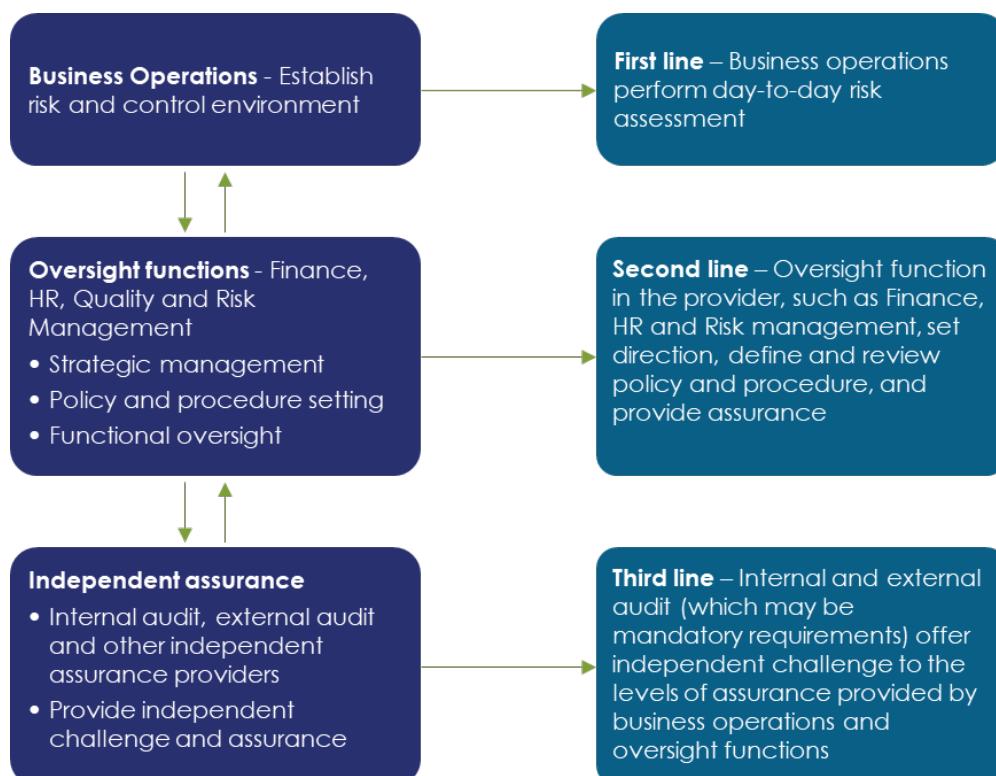 Business Operations - Establish
risk and control environment
First line – Business operations
perform day-to-day risk
assessment
Oversight functions - Finance,
HR, Quality and Risk
Management
• Strategic management
• Policy and procedure setting
• Functional oversight
Second line – Oversight function
in the provider, such as Finance,
HR and Risk management, set
direction, define and review
policy and procedure, and
provide assurance
Independent assurance
• Internal audit, external audit
and other independent
assurance providers
• Provide independent
challenge and assurance
Third line – Internal and external
audit (which may be
mandatory requirements) offer
independent challenge to the
levels of assurance provided by
business operations and
oversight functions